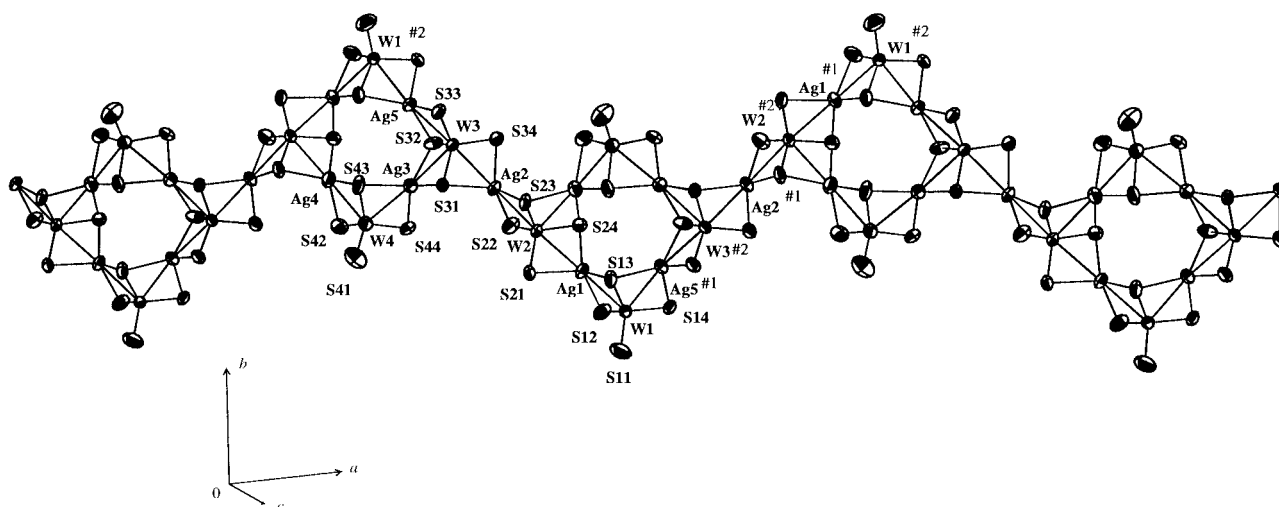 W1 #2
S33
Ag5
W3
S32
S34
Ag3
S43
Ag2
S23
Ag4
S31
S42
W4
S44
S22
W2
S24
S21
S13
Ag1
Ag5
#1
W3
#2
S12
W1
S14
S41
S11
W1 #2
#1
Ag1
#2
W2
Ag2
#1
b
a
0
c